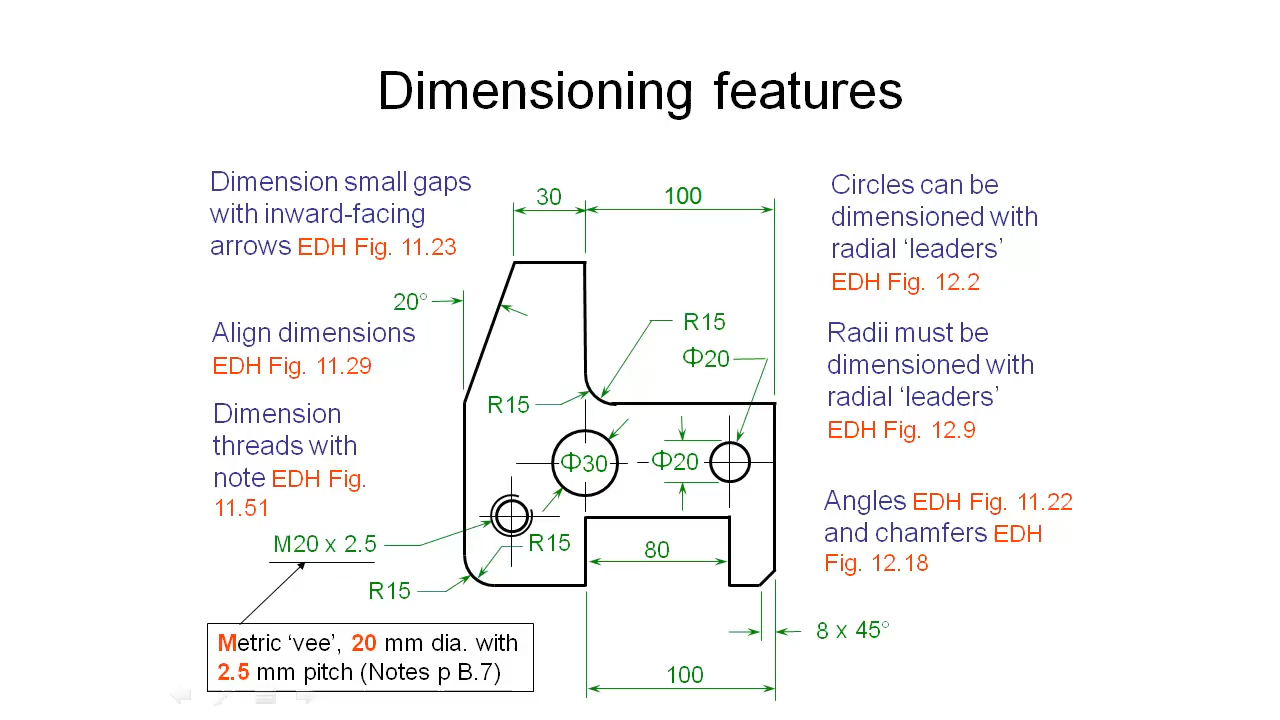 Dimensioning features
Dimension small gaps
with inward-facing
arrows EDH Fig. 11.23
Align dimensions
EDH Fig. 11.29
Dimension
threads with
note EDH Fig.
11.51
30
100
20°
R15
Φ20
R15
Φ30
Φ20
M20 x 2.5
R15
80
R15
8 x 45°
100
Circles can be
dimensioned with
radial ‘leaders’
EDH Fig. 12.2
Radii must be
dimensioned with
radial ‘leaders’
EDH Fig. 12.9
Angles EDH Fig. 11.22
and chamfers EDH
Fig. 12.18
Metric ‘vee’, 20 mm dia. with
2.5 mm pitch (Notes p B.7)